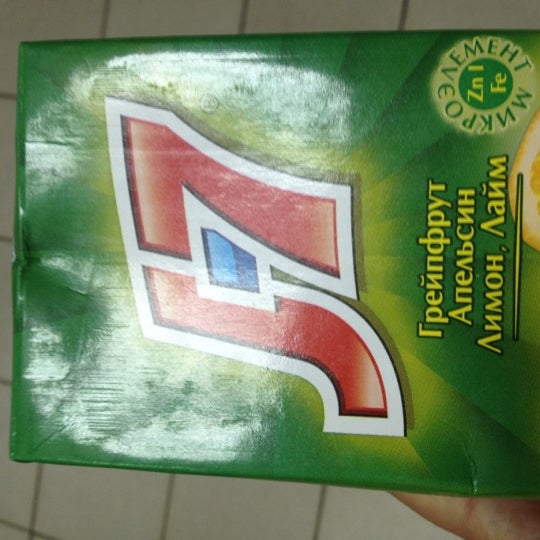 J7
®
МИКРОЭЛЕМЕНТ
Zn I
Fe
Грейпфрут
Апельсин
Лимон, Лайм